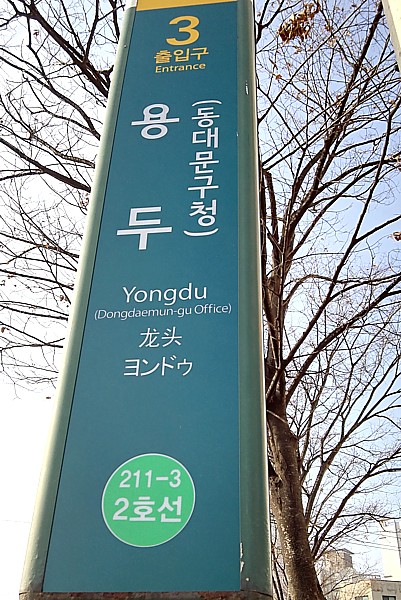 3
출입구
Entrance
용두
(동대문구청)
Yongdu
(Dongdaemun-gu Office)
龙头
ヨンドゥ
211-3
2호선